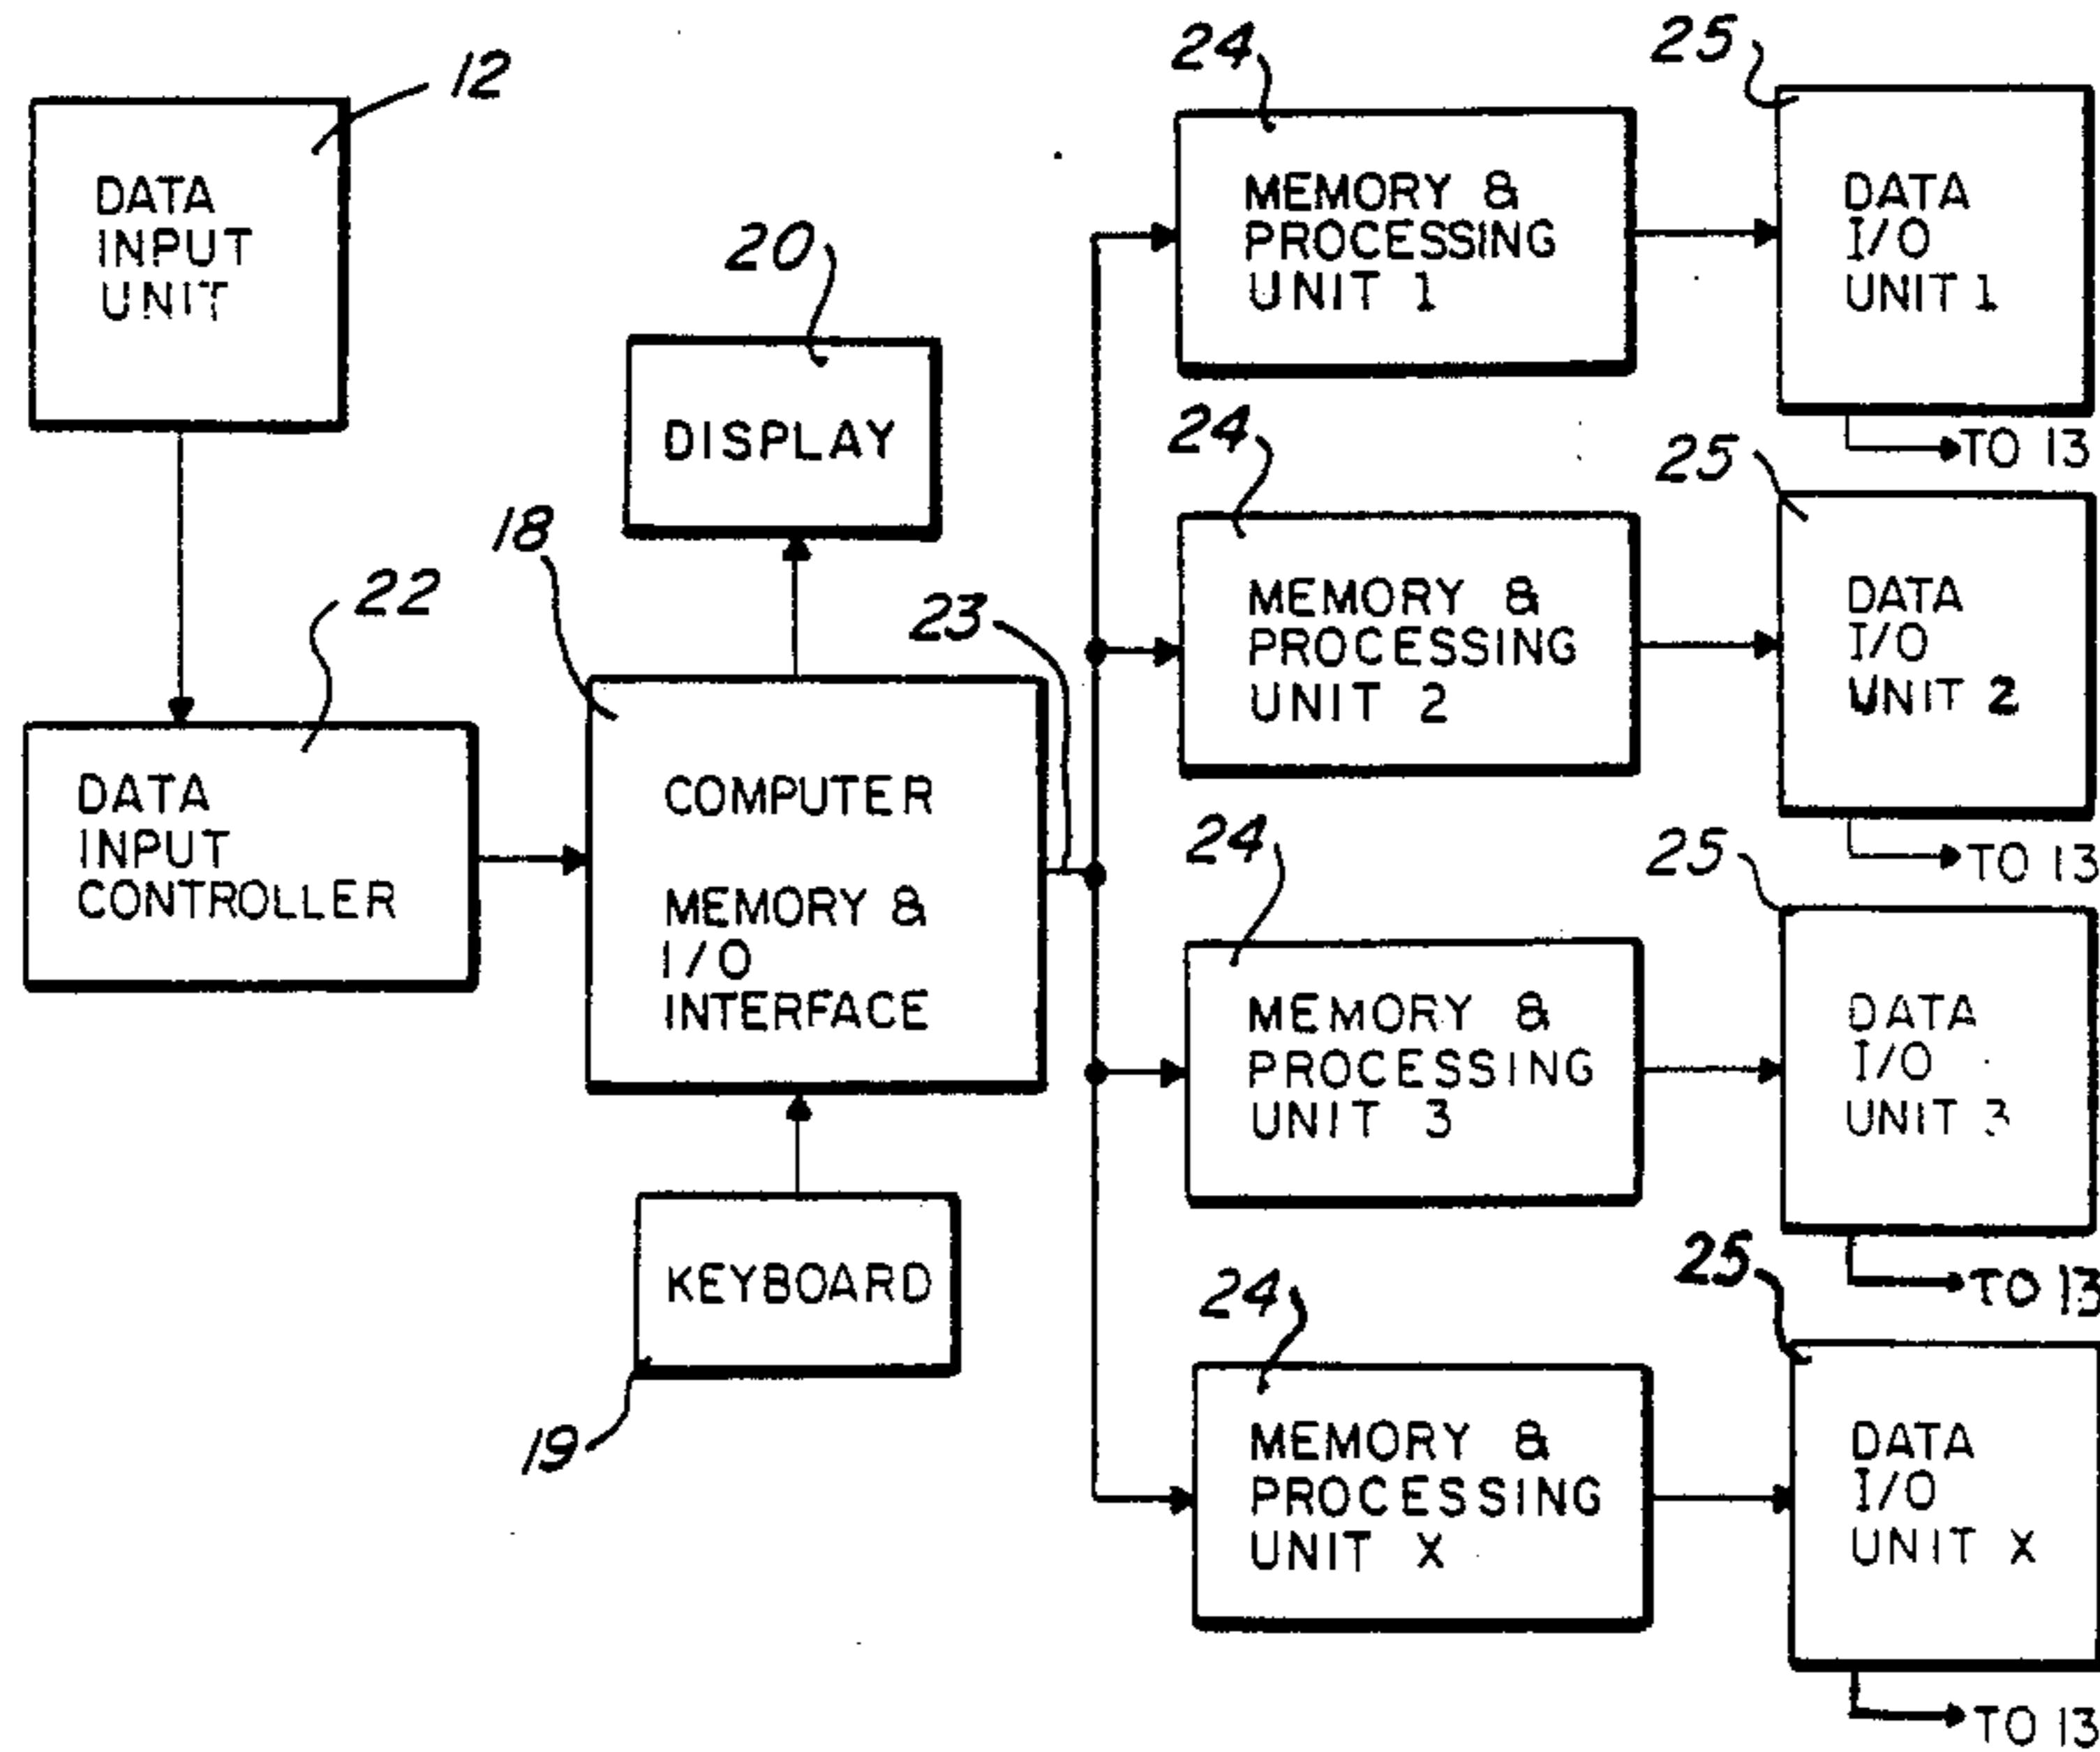 12
DATA
INPUT
UNIT
22
DATA
INPUT
CONTROLLER
20
DISPLAY
18
COMPUTER
MEMORY &
I/O
INTERFACE
23
KEYBOARD
19
24
MEMORY &
PROCESSING
UNIT 1
25
DATA
I/O
UNIT 1
TO 13
24
MEMORY &
PROCESSING
UNIT 2
25
DATA
I/O
UNIT 2
TO 13
24
MEMORY &
PROCESSING
UNIT 3
25
DATA
I/O
UNIT 3
TO 13
24
MEMORY &
PROCESSING
UNIT X
25
DATA
I/O
UNIT X
TO 13